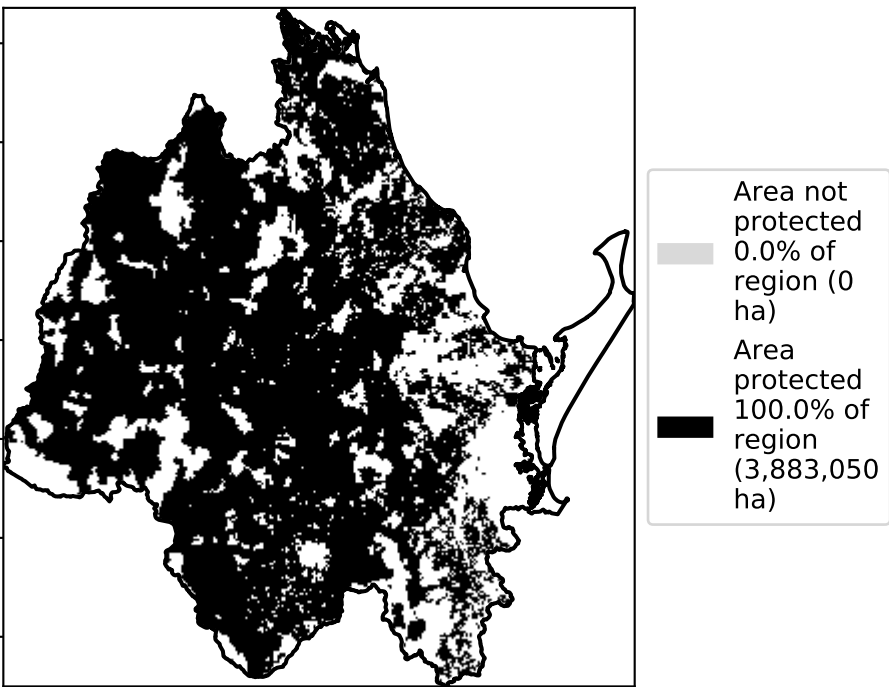 Area not
protected
0.0% of
region (0
ha)
Area
protected
100.0% of
region
(3,883,050
ha)